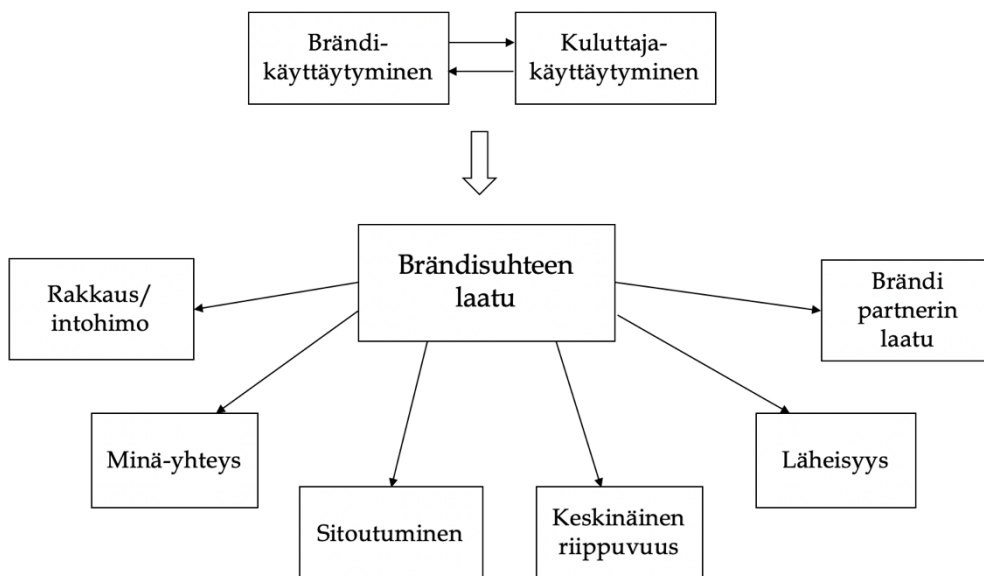 Brändi-
käyttäytyminen
Kuluttaja-
käyttäytyminen
Brändisuhteen
laatu
Rakkaus/
intohimo
Brändi
partnerin
laatu
Minä-yhteys
Läheisyys
Sitoutuminen
Keskinäinen
riippuvuus